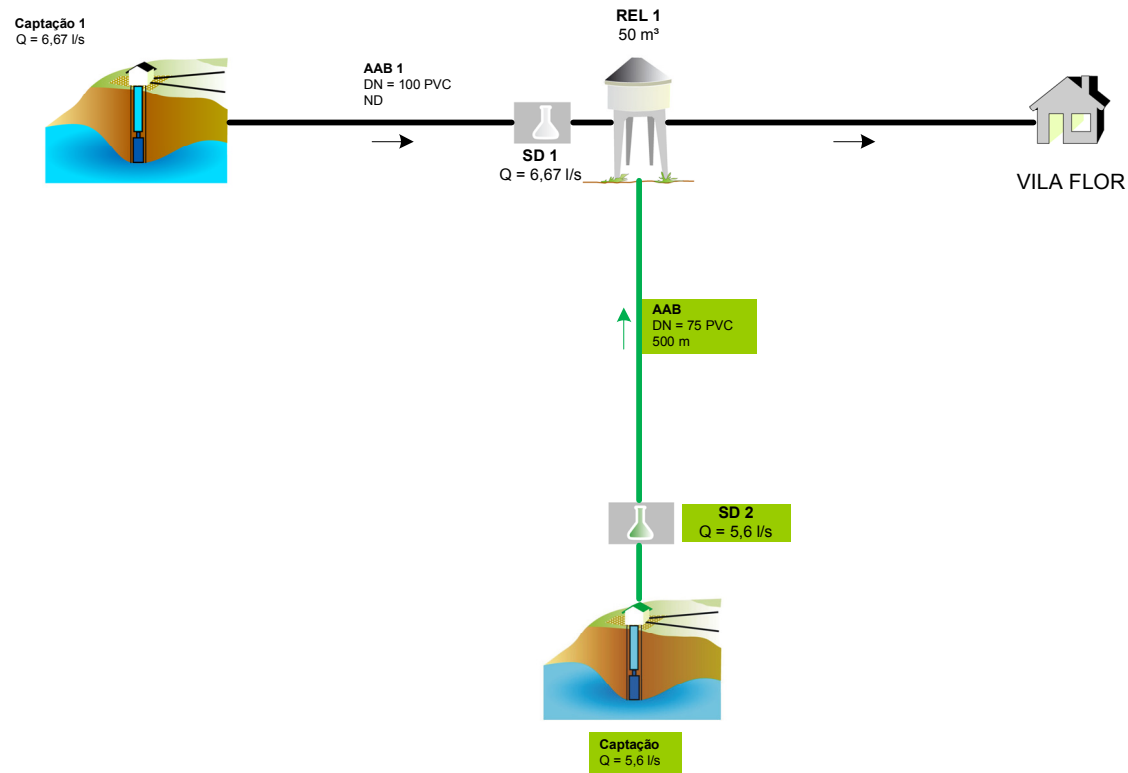 Captação 1
Q = 6,67 l/s
AAB 1
DN = 100 PVC
ND
SD 1
Q = 6,67 l/s
REL 1
50 m³
VILA FLOR
AAB
DN = 75 PVC
500 m
SD 2
Q = 5,6 l/s
Captação
Q = 5,6 l/s